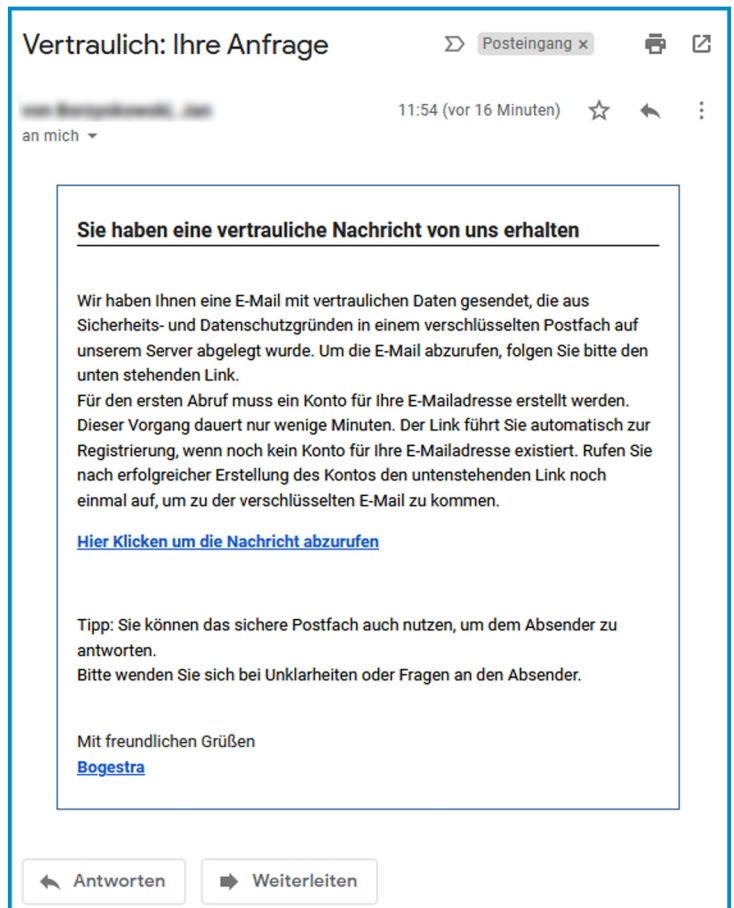 Vertraulich: Ihre Anfrage
Posteingang ×
11:54 (vor 16 Minuten)
an mich
Sie haben eine vertrauliche Nachricht von uns erhalten
Wir haben Ihnen eine E-Mail mit vertraulichen Daten gesendet, die aus
Sicherheits- und Datenschutzgründen in einem verschlüsselten Postfach auf
unserem Server abgelegt wurde. Um die E-Mail abzurufen, folgen Sie bitte den
unten stehenden Link.
Für den ersten Abruf muss ein Konto für Ihre E-Mailadresse erstellt werden.
Dieser Vorgang dauert nur wenige Minuten. Der Link führt Sie automatisch zur
Registrierung, wenn noch kein Konto für Ihre E-Mailadresse existiert. Rufen Sie
nach erfolgreicher Erstellung des Kontos den untenstehenden Link noch
einmal auf, um zu der verschlüsselten E-Mail zu kommen.
Hier Klicken um die Nachricht abzurufen
Tipp: Sie können das sichere Postfach auch nutzen, um dem Absender zu
antworten.
Bitte wenden Sie sich bei Unklarheiten oder Fragen an den Absender.
Mit freundlichen Grüßen
Bogestra
Antworten
Weiterleiten